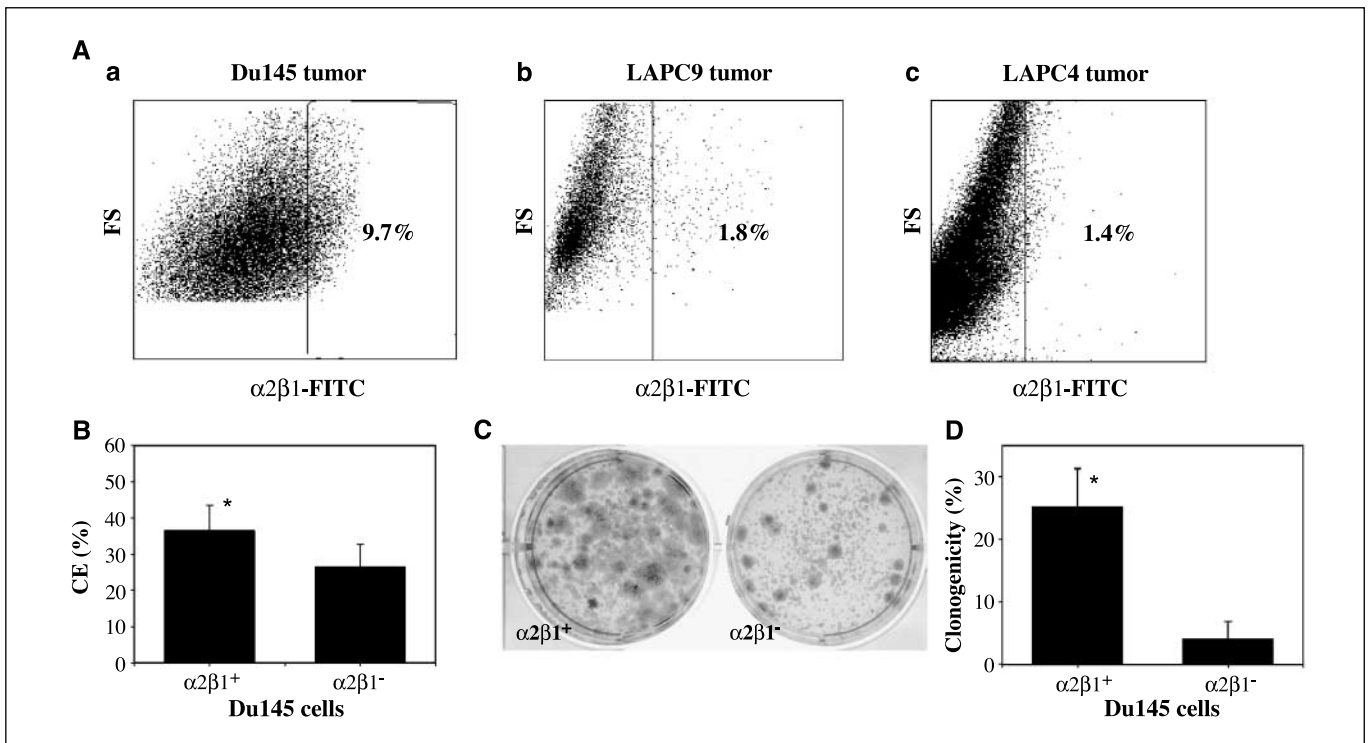 A
a Du145 tumor
b LAPC9 tumor
c LAPC4 tumor
FS
9.7%
α2β1-FITC
FS
1.8%
α2β1-FITC
FS
1.4%
α2β1-FITC
B
60
50
40
30
20
10
0
CE (%)
*
α2β1+ α2β1-
Du145 cells
C
α2β1+
α2β1-
D
30
20
10
0
Clonogenicity (%)
*
α2β1+ α2β1-
Du145 cells